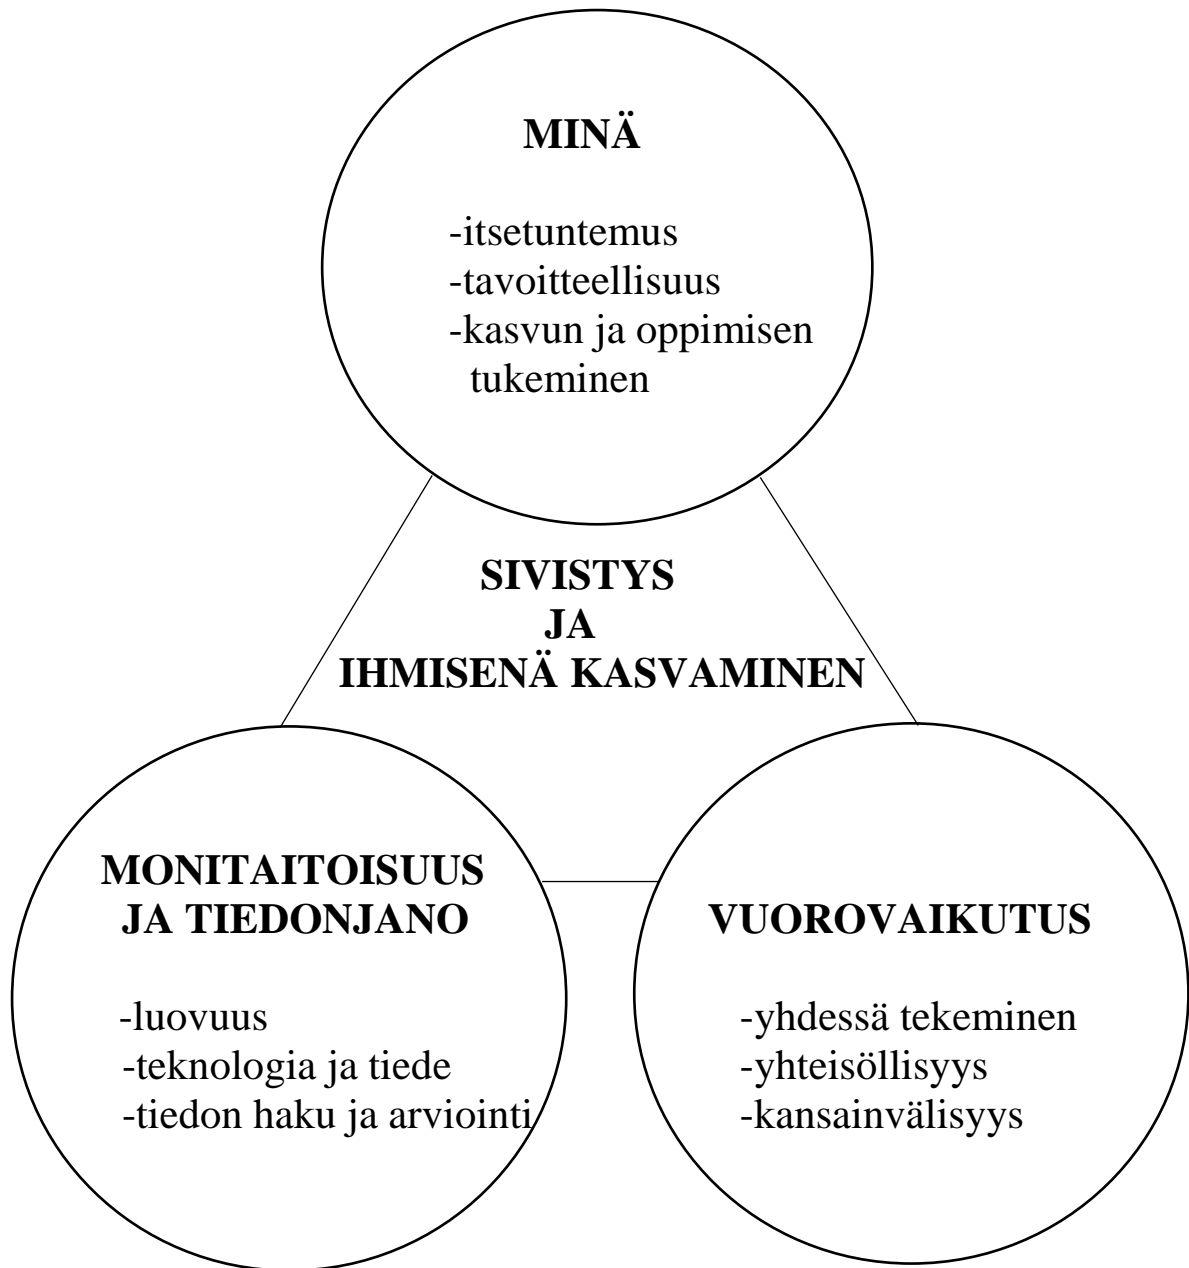 MINÄ
-itsetuntemus
-tavoitteellisuus
-kasvun ja oppimisen
tukeminen
SIVISTYS
JA
IHMISENÄ KASVAMINEN
MONITAITOISUUS
JA TIEDONJANO
-luovuus
-teknologia ja tiede
-tiedon haku ja arviointi
VUOROVAIKUTUS
-yhdessä tekeminen
-yhteisöllisyys
-kansainvälisyys